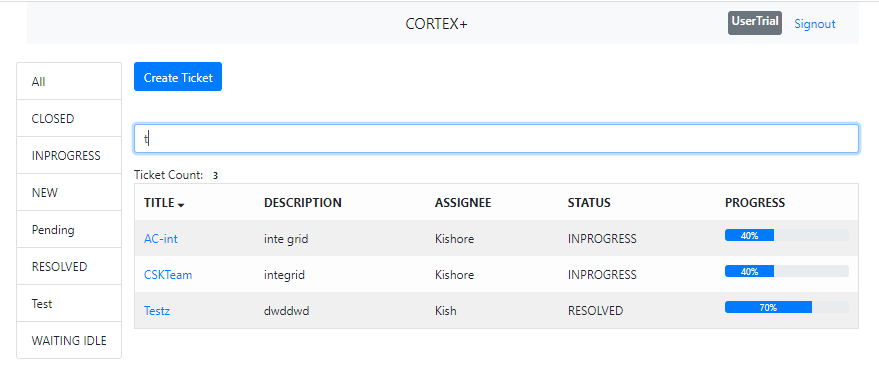 CORTEX+ UserTrial Signout
All
CLOSED
INPROGRESS
NEW
Pending
RESOLVED
Test
WAITING IDLE
Create Ticket
t
Ticket Count: 3
TITLE DESCRIPTION ASSIGNEE STATUS PROGRESS
AC-int inte grid Kishore INPROGRESS 40%
CSKTeam integrid Kishore INPROGRESS 40%
Testz dwddwd Kish RESOLVED 70%